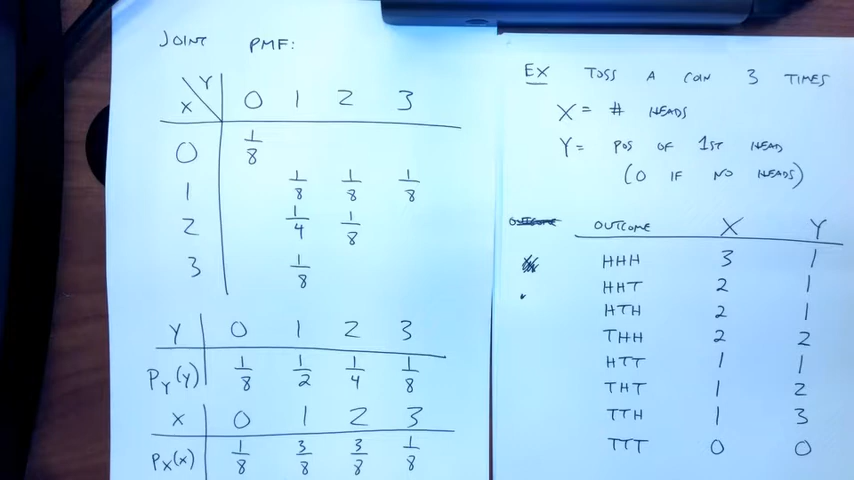 JOINT PMF:
X Y 0 1 2 3
0 1/8
1 1/8 1/8 1/8
2 1/4 1/8
3 1/8
Y 0 1 2 3
PY(y) 1/8 1/2 1/4 1/8
X 0 1 2 3
PX(x) 1/8 3/8 3/8 1/8
EX TOSS A COIN 3 TIMES
X = # HEADS
Y = POS OF 1ST HEAD
(0 IF NO HEADS)
OUTCOME X Y
HHH 3 1
HHT 2 1
HTH 2 1
THH 2 2
HTT 1 1
THT 1 2
TTH 1 3
TTT 0 0